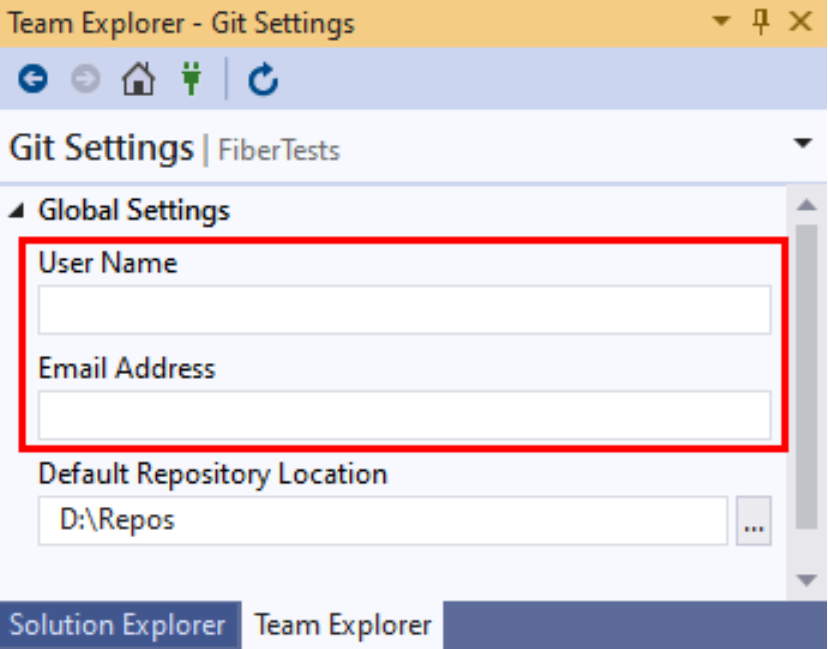 Team Explorer - Git Settings
Git Settings | FiberTests
Global Settings
User Name
Email Address
Default Repository Location
D:\Repos
...
Solution Explorer Team Explorer